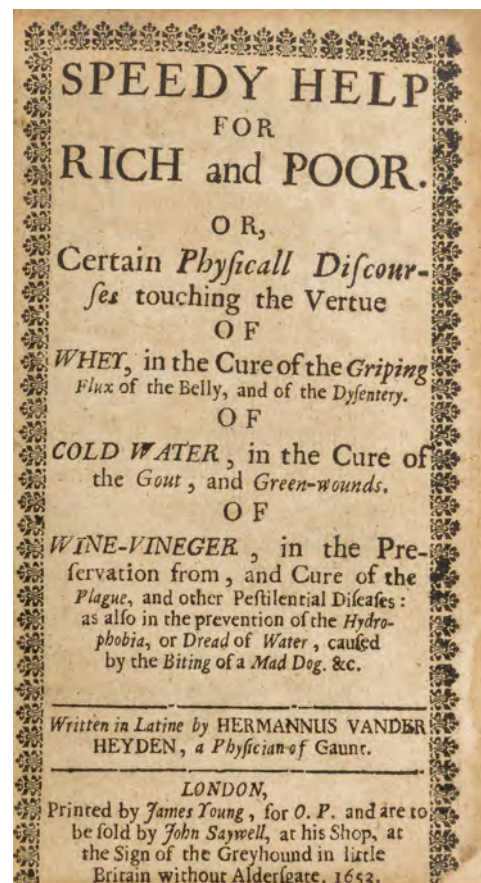 SPEEDY HELP
FOR
RICH and POOR.
OR,
Certain Phyſicall Diſcour-
ſes touching the Vertue
OF
WHEY, in the Cure of the Griping
Flux of the Belly, and of the Dyſentery.
OF
COLD WATER, in the Cure of
the Gout, and Green-wounds.
OF
WINE-VINEGER, in the Pre-
ſervation from, and Cure of the
Plague, and other Peſtilential Diſeaſes:
as alſo in the prevention of the Hydro-
phobia, or Dread of Water, cauſed
by the Biting of a Mad Dog. &c.
Written in Latine by HERMANNUS VANDER
HEYDEN, a Phyſician of Gaunt.
LONDON,
Printed by James Young, for O. P. and are to
be ſold by John Saywell, at his Shop, at
the Sign of the Greyhound in little
Britain without Alderſgate. 1653.